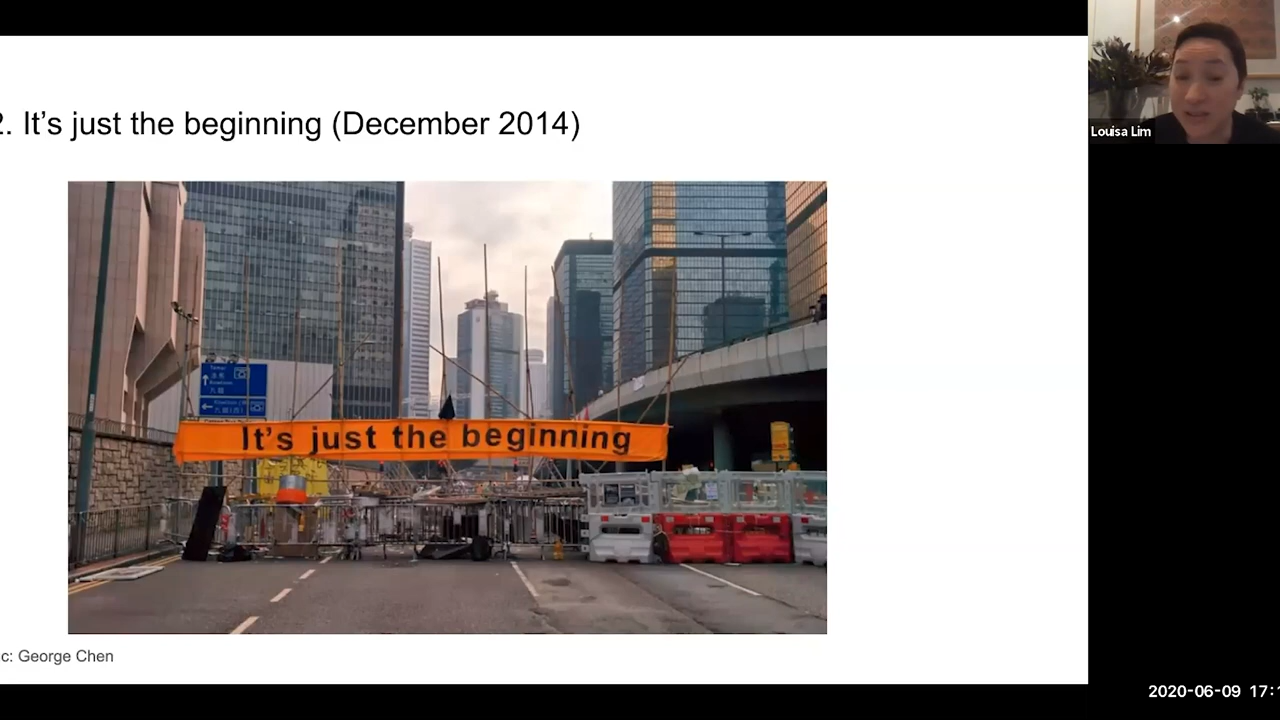 2. It's just the beginning (December 2014)
Louisa Lim
It's just the beginning
c: George Chen
2020-06-09 17:1